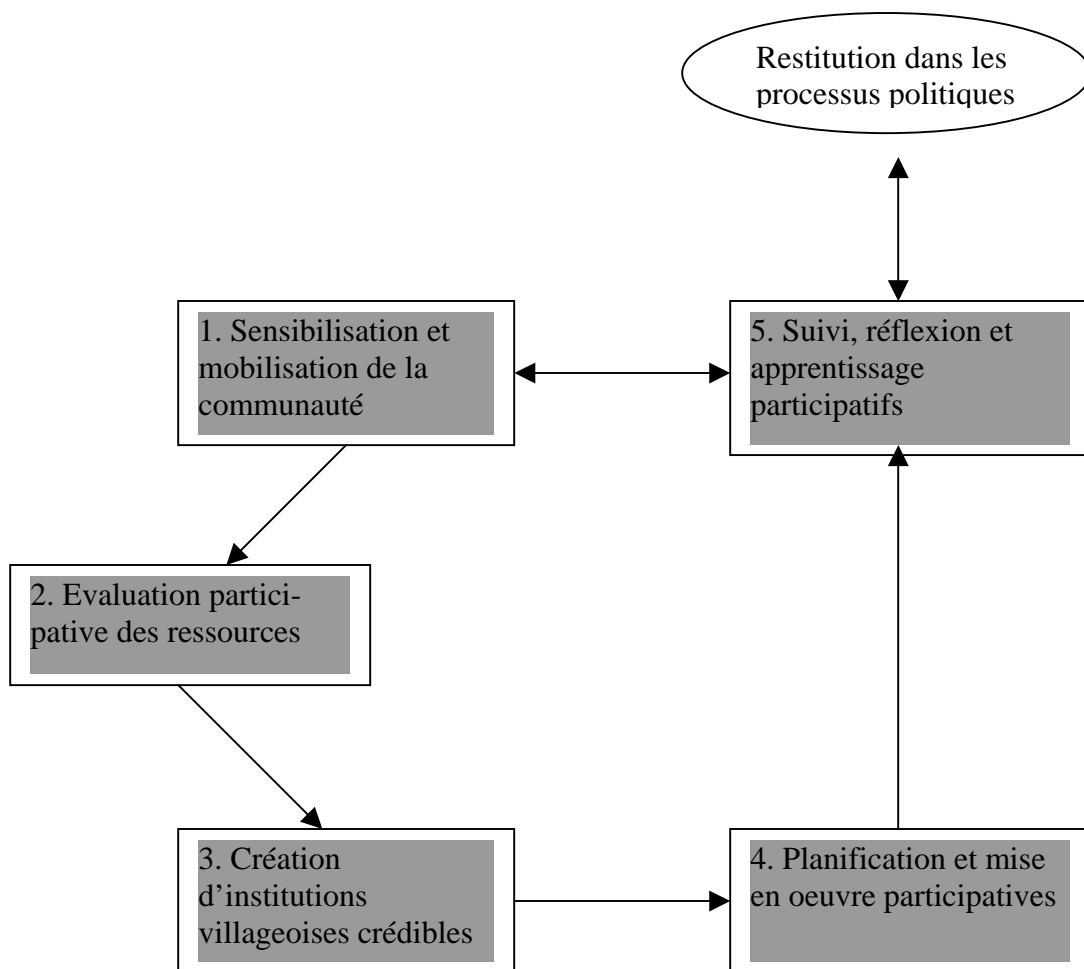 Restitution dans les
processus politiques
1. Sensibilisation et
mobilisation de la
communauté
5. Suivi, réflexion et
apprentissage
participatifs
2. Evaluation partici-
pative des ressources
3. Création
d’institutions
villageoises crédibles
4. Planification et mise
en oeuvre participatives